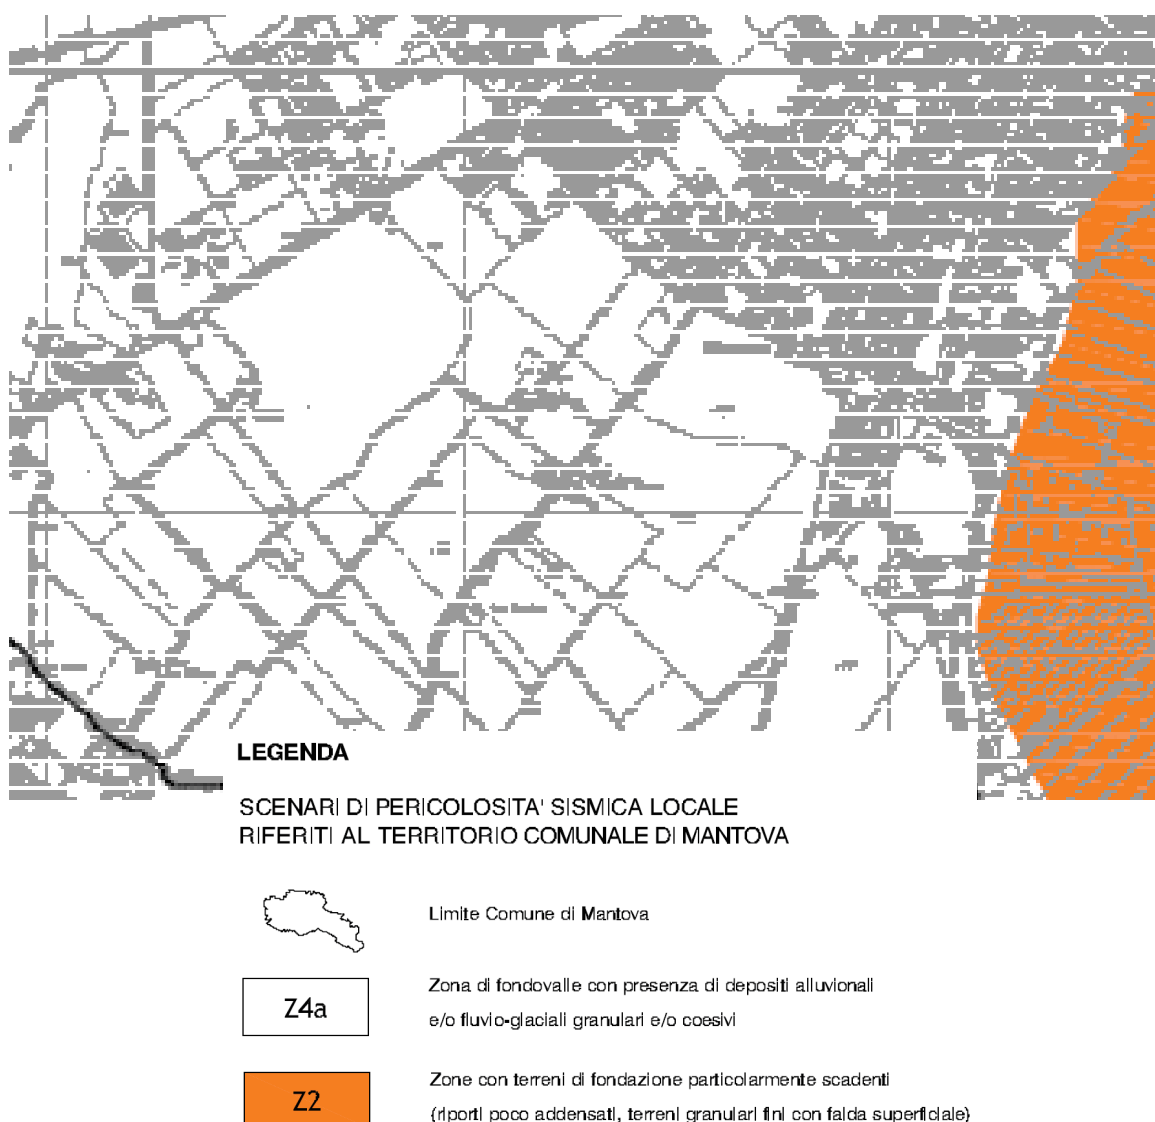 LEGENDA
SCENARI DI PERICOLOSITA' SISMICA LOCALE
RIFERITI AL TERRITORIO COMUNALE DI MANTOVA
Limite Comune di Mantova
Z4a
Zona di fondovalle con presenza di depositi alluvionali
e/o fluvio-glaciali granulari e/o coesivi
Z2
Zone con terreni di fondazione particolarmente scadenti
(riporti poco addensati, terreni granulari fini con falda superficiale)